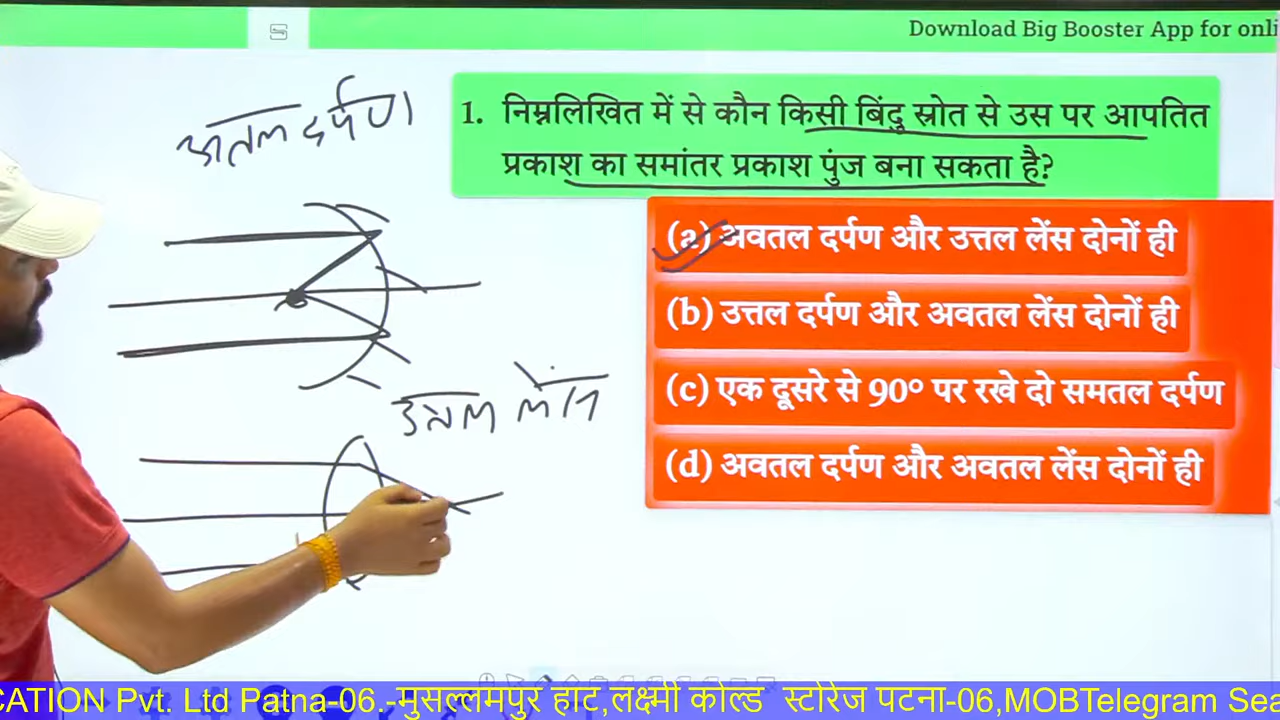 Download Big Booster App for onli
अवतल दर्पण
1. निम्नलिखित में से कौन किसी बिंदु स्रोत से उस पर आपतित
प्रकाश का समांतर प्रकाश पुंज बना सकता है?
(a) अवतल दर्पण और उत्तल लेंस दोनों ही
(b) उत्तल दर्पण और अवतल लेंस दोनों ही
(c) एक दूसरे से 90° पर रखे दो समतल दर्पण
(d) अवतल दर्पण और अवतल लेंस दोनों ही
उत्तल लेंस
CATION Pvt. Ltd Patna-06.-मुसल्लमपुर हाट,लक्ष्मी कोल्ड स्टोरेज पटना-06,MOBTelegram Sea